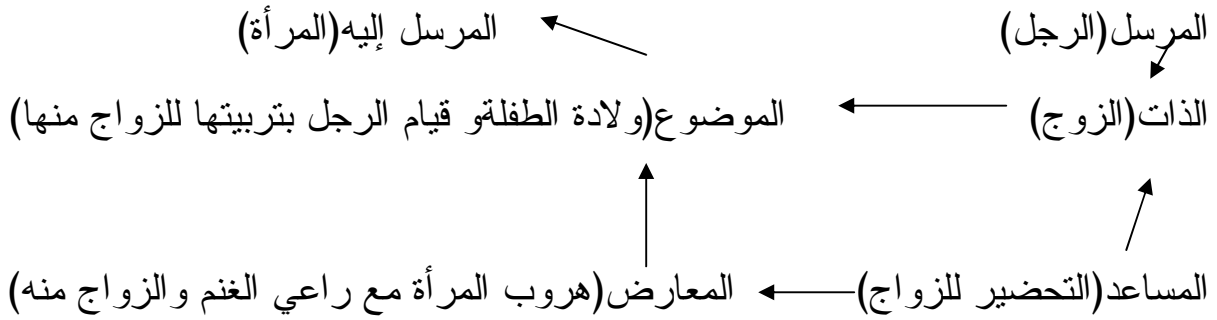 المرسل(الرجل) المرسل إليه(المرأة)
الذات(الزوج) الموضوع(ولادة الطفلةو قيام الرجل بتربيتها للزواج منها)
المساعد(التحضير للزواج) المعارض(هروب المرأة مع راعي الغنم والزواج منه)